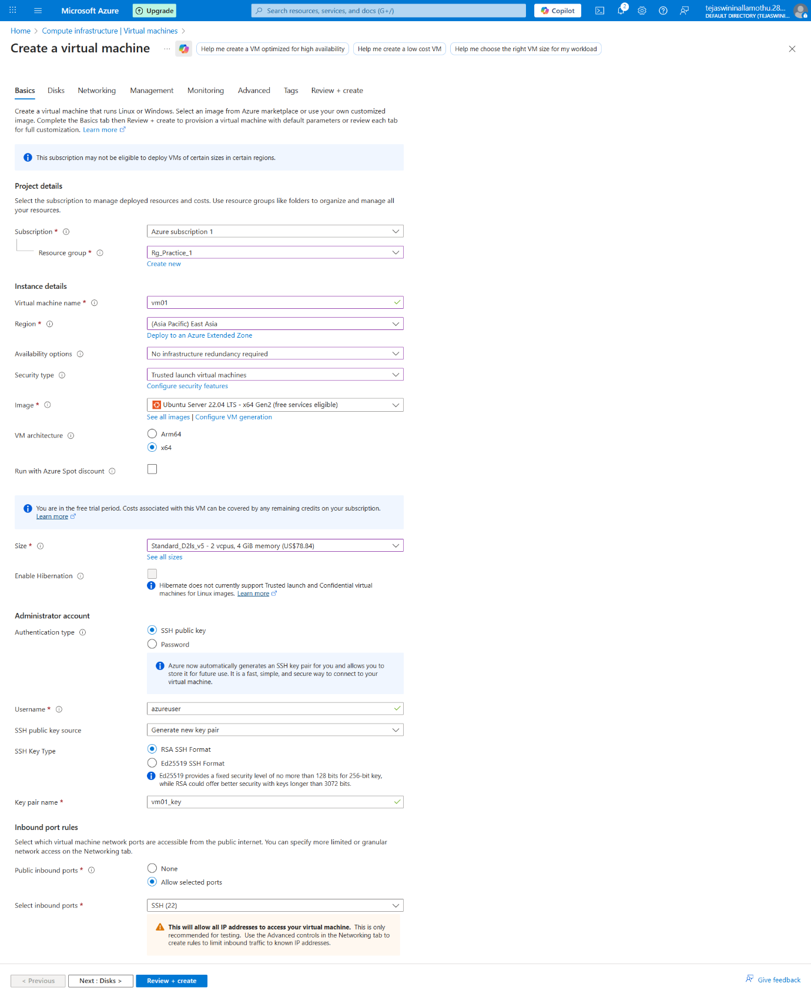 Microsoft Azure
Upgrade
Search resources, services, and docs (G+/)
Copilot
2
tejaswininallamothu.28...
DEFAULT DIRECTORY (TEJASWINI...
Home > Compute infrastructure | Virtual machines >
Create a virtual machine ...
Help me create a VM optimized for high availability
Help me create a low cost VM
Help me choose the right VM size for my workload
Basics Disks Networking Management Monitoring Advanced Tags Review + create
Create a virtual machine that runs Linux or Windows. Select an image from Azure marketplace or use your own customized
image. Complete the Basics tab then Review + create to provision a virtual machine with default parameters or review each tab
for full customization. Learn more
This subscription may not be eligible to deploy VMs of certain sizes in certain regions.
Project details
Select the subscription to manage deployed resources and costs. Use resource groups like folders to organize and manage all
your resources.
Subscription * Azure subscription 1
Resource group * Rg_Practice_1
Create new
Instance details
Virtual machine name * vm01
Region * (Asia Pacific) East Asia
Deploy to an Azure Extended Zone
Availability options No infrastructure redundancy required
Security type Trusted launch virtual machines
Configure security features
Image * Ubuntu Server 22.04 LTS - x64 Gen2 (free services eligible)
See all images | Configure VM generation
VM architecture Arm64
x64
Run with Azure Spot discount
You are in the free trial period. Costs associated with this VM can be covered by any remaining credits on your subscription.
Learn more
Size * Standard_D2ls_v5 - 2 vcpus, 4 GiB memory (US$78.84)
See all sizes
Enable Hibernation
Hibernate does not currently support Trusted launch and Confidential virtual
machines for Linux images. Learn more
Administrator account
Authentication type SSH public key
Password
Azure now automatically generates an SSH key pair for you and allows you to
store it for future use. It is a fast, simple, and secure way to connect to your
virtual machine.
Username * azureuser
SSH public key source Generate new key pair
SSH Key Type RSA SSH Format
Ed25519 SSH Format
Ed25519 provides a fixed security level of no more than 128 bits for 256-bit key,
while RSA could offer better security with keys longer than 3072 bits.
Key pair name * vm01_key
Inbound port rules
Select which virtual machine network ports are accessible from the public internet. You can specify more limited or granular
network access on the Networking tab.
Public inbound ports * None
Allow selected ports
Select inbound ports * SSH (22)
This will allow all IP addresses to access your virtual machine. This is only
recommended for testing. Use the Advanced controls in the Networking tab to
create rules to limit inbound traffic to known IP addresses.
< Previous
Next : Disks >
Review + create
Give feedback